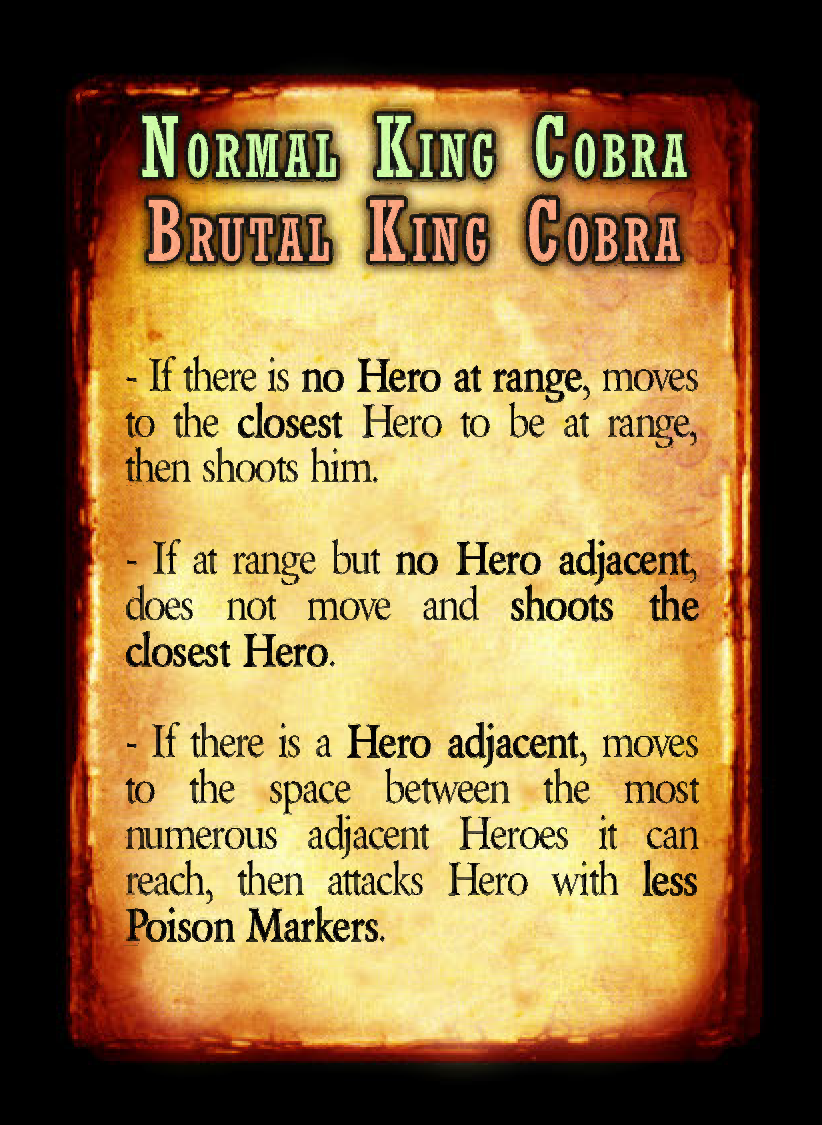 Normal King Cobra
Brutal King Cobra
- If there is no Hero at range, moves
to the closest Hero to be at range,
then shoots him.
- If at range but no Hero adjacent,
does not move and shoots the
closest Hero.
- If there is a Hero adjacent, moves
to the space between the most
numerous adjacent Heroes it can
reach, then attacks Hero with less
Poison Markers.